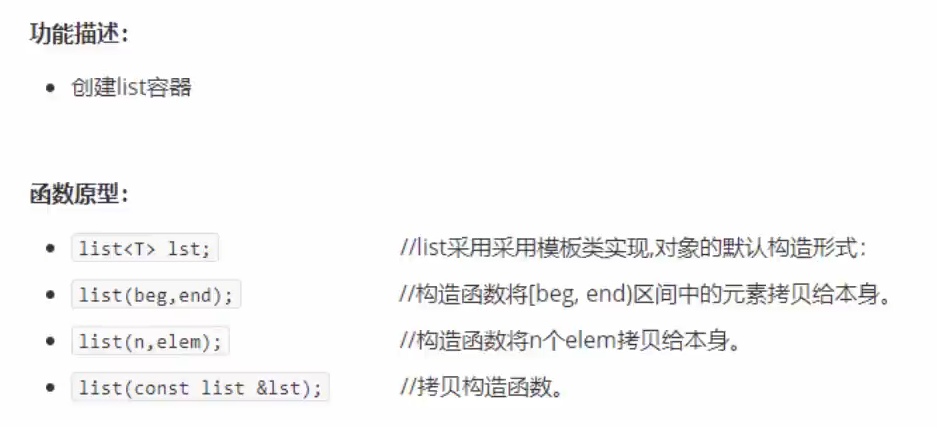 功能描述：
创建list容器
函数原型：
list<T> lst; //list采用采用模板类实现,对象的默认构造形式：
list(beg,end); //构造函数将[beg, end)区间中的元素拷贝给本身。
list(n,elem); //构造函数将n个elem拷贝给本身。
list(const list &lst); //拷贝构造函数。